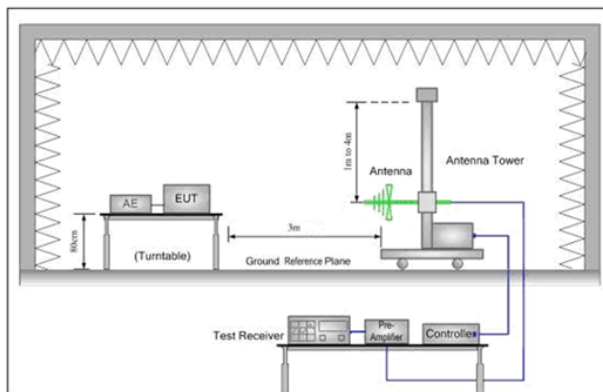 1m to 4m
Antenna Tower
Antenna
AE
EUT
80cm
(Turntable)
3m
Ground Reference Plane
Test Receiver
Pre-
Amplifier
Controller